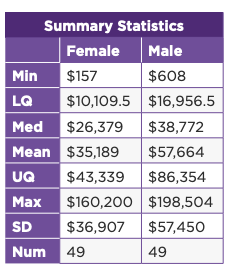 Summary Statistics
Female Male
Min $157 $608
LQ $10,109.5 $16,956.5
Med $26,379 $38,772
Mean $35,189 $57,664
UQ $43,339 $86,354
Max $160,200 $198,504
SD $36,907 $57,450
Num 49 49